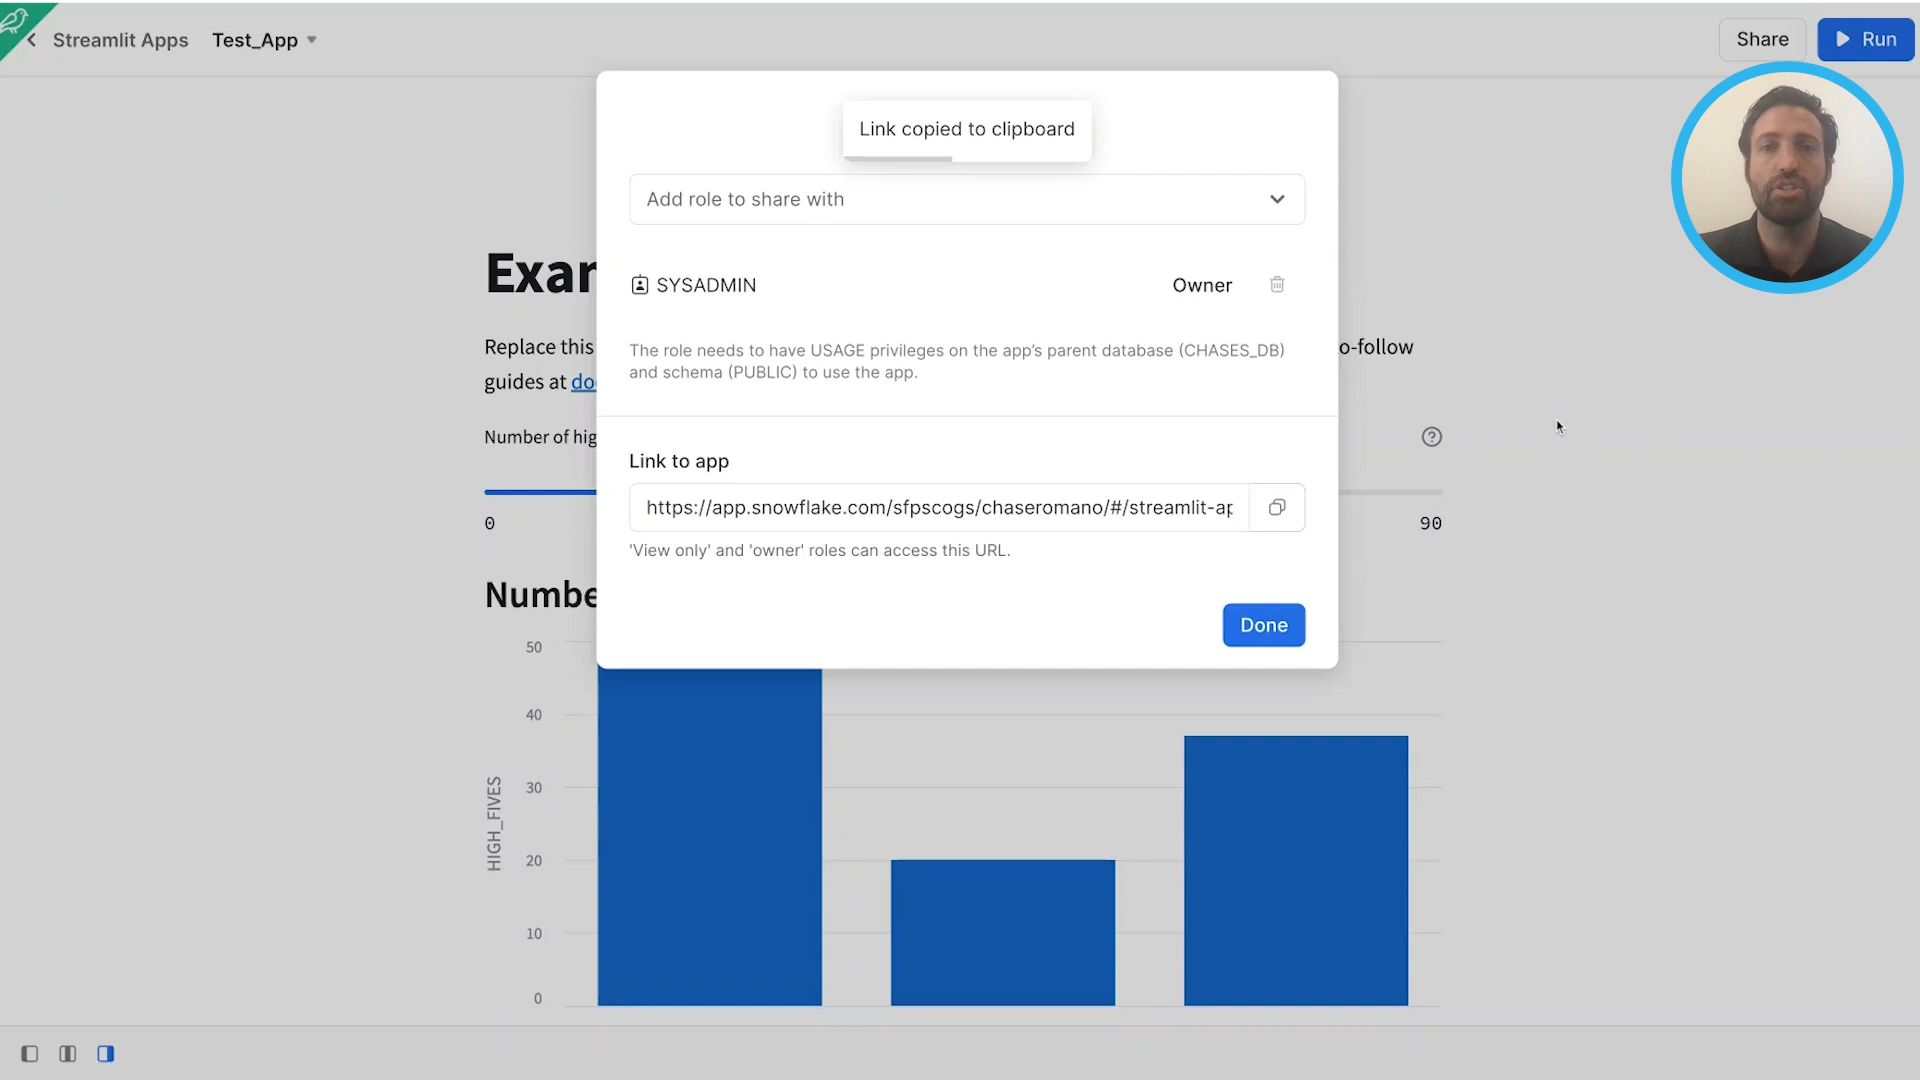 Streamlit Apps Test_App Share Run
Link copied to clipboard
Add role to share with
SYSADMIN Owner
The role needs to have USAGE privileges on the app's parent database (CHASES_DB)
and schema (PUBLIC) to use the app.
Link to app
https://app.snowflake.com/sfpscogs/chaseromano/#/streamlit-ap
'View only' and 'owner' roles can access this URL.
Done
Exam
Replace this o-follow
guides at do
Number of hig
0 90
Numbe
50
40
30
20
10
0
HIGH_FIVES